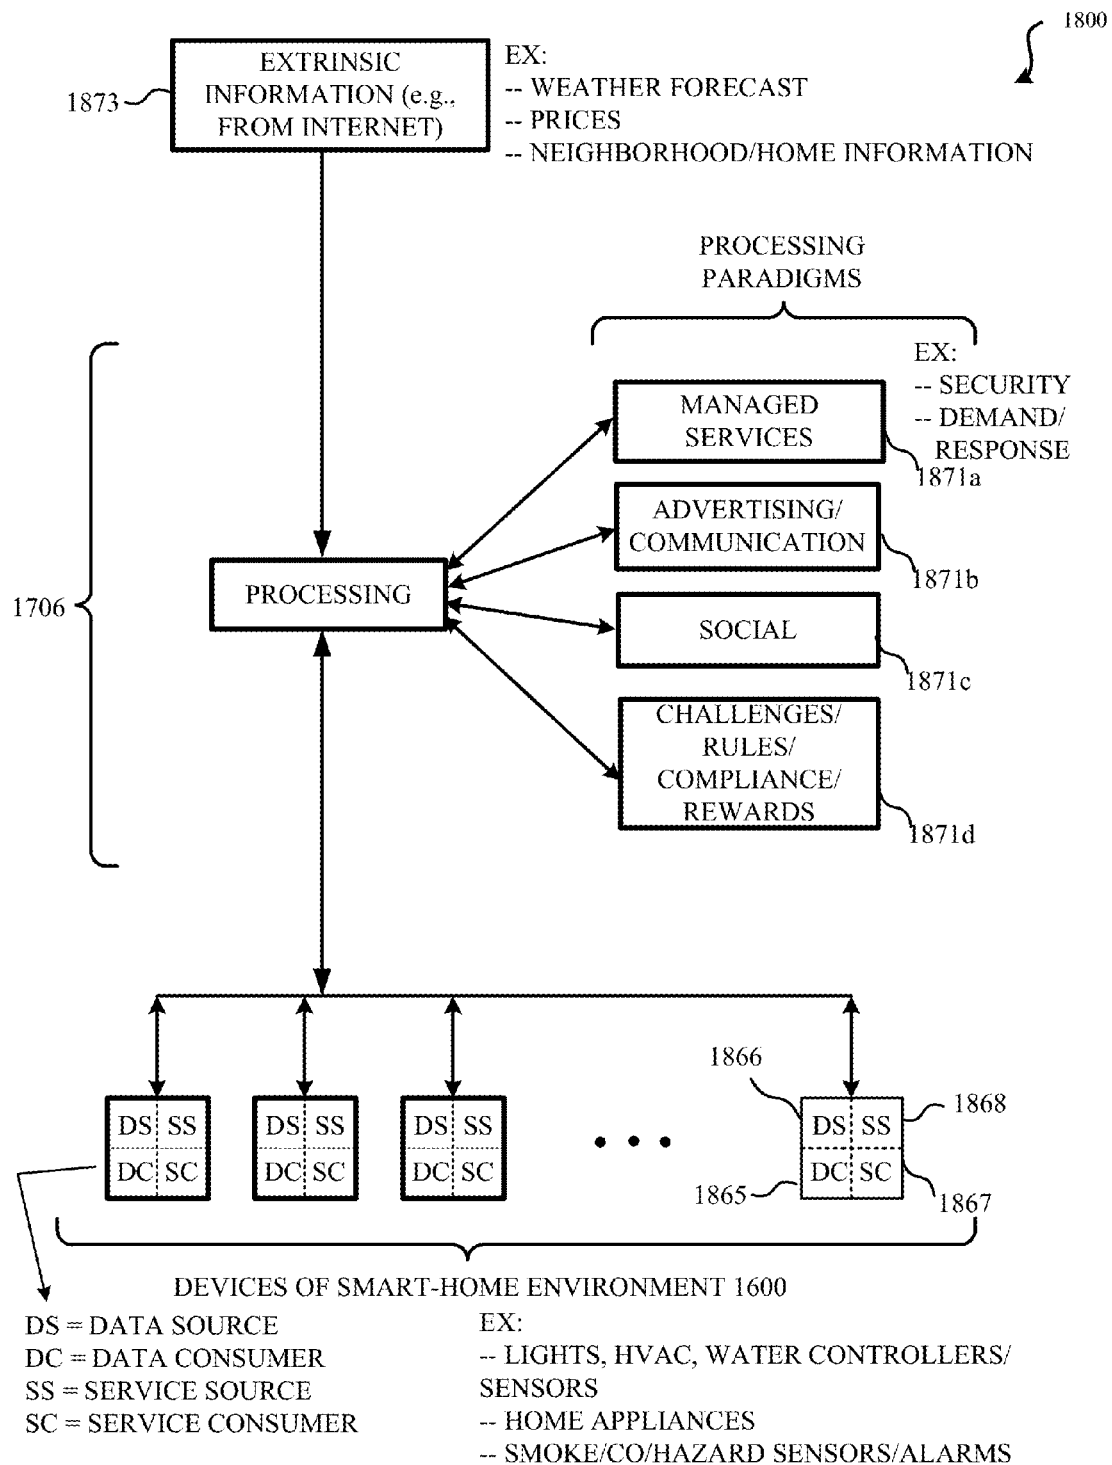 1800
EXTRINSIC
INFORMATION (e.g.,
FROM INTERNET)
1873
EX:
-- WEATHER FORECAST
-- PRICES
-- NEIGHBORHOOD/HOME INFORMATION
PROCESSING
PARADIGMS
EX:
-- SECURITY
-- DEMAND/
RESPONSE
MANAGED
SERVICES
1871a
ADVERTISING/
COMMUNICATION
1871b
PROCESSING
1706
SOCIAL
1871c
CHALLENGES/
RULES/
COMPLIANCE/
REWARDS
1871d
DS SS
DC SC
DS SS
DC SC
DS SS
DC SC
1866
1868
DS SS
DC SC
1865
1867
DEVICES OF SMART-HOME ENVIRONMENT 1600
DS = DATA SOURCE
DC = DATA CONSUMER
SS = SERVICE SOURCE
SC = SERVICE CONSUMER
EX:
-- LIGHTS, HVAC, WATER CONTROLLERS/
SENSORS
-- HOME APPLIANCES
-- SMOKE/CO/HAZARD SENSORS/ALARMS